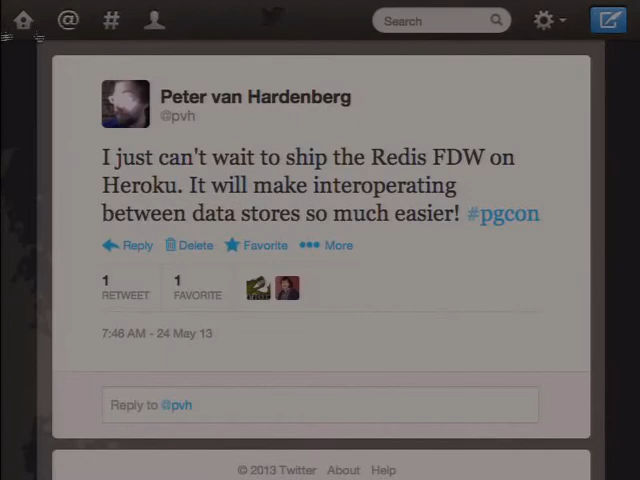 @ #
Search
Peter van Hardenberg
@pvh
I just can't wait to ship the Redis FDW on
Heroku. It will make interoperating
between data stores so much easier! #pgcon
Reply Delete Favorite More
1 1
RETWEET FAVORITE
7:46 AM - 24 May 13
Reply to @pvh
© 2013 Twitter About Help